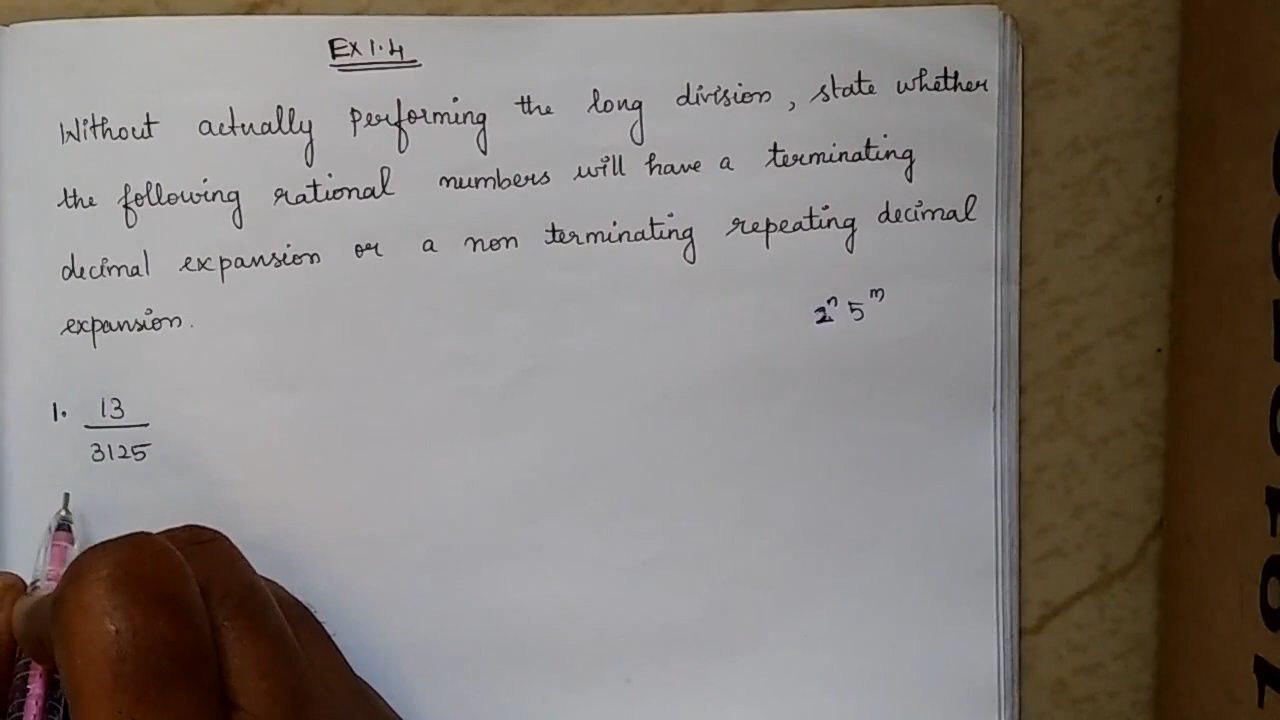 Ex 1.4
Without actually performing the long division, state whether
the following rational numbers will have a terminating
decimal expansion or a non terminating repeating decimal
expansion.
2ⁿ 5ᵐ
1. 13
3125